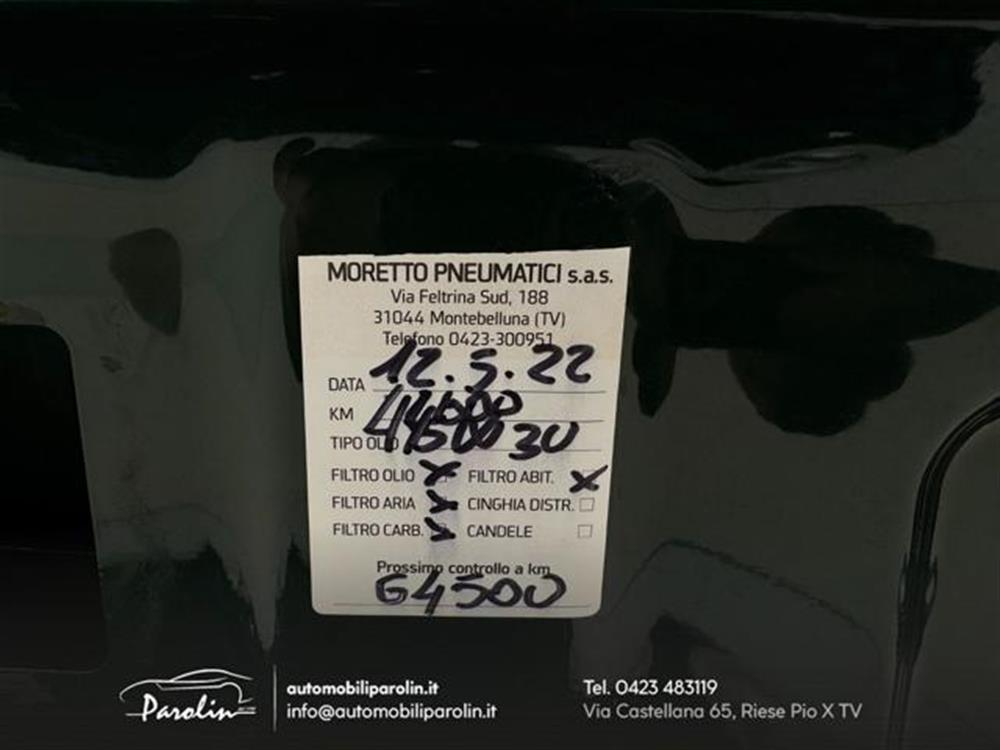 MORETTO PNEUMATICI s.a.s.
Via Feltrina Sud, 188
31044 Montebelluna (TV)
Telefono 0423-300951
DATA 12.5.22
KM
TIPO OLIO 30
FILTRO OLIO X FILTRO ABIT. X
FILTRO ARIA X CINGHIA DISTR.
FILTRO CARB. X CANDELE
Prossimo controllo a km
64500
Parolin
automobiliparolin.it
info@automobiliparolin.it
Tel. 0423 483119
Via Castellana 65, Riese Pio X TV